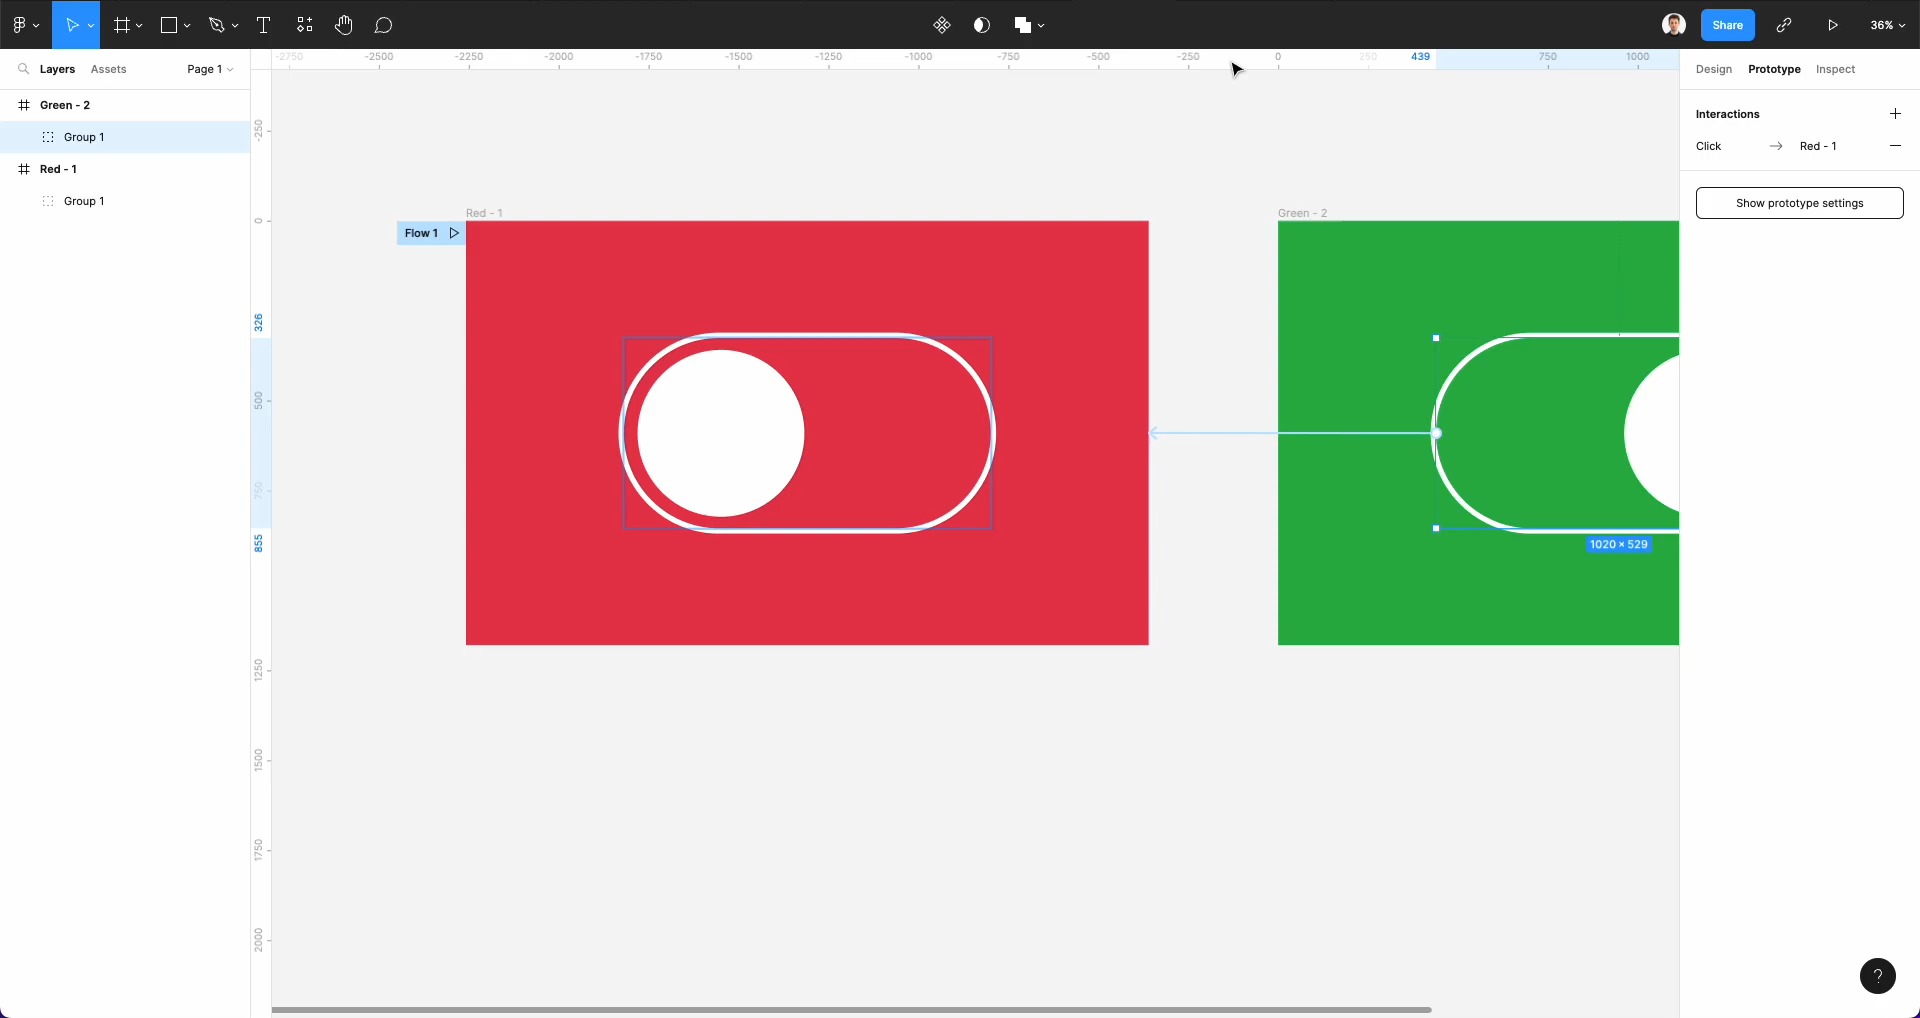 Share
36%
Layers
Assets
Page 1
-2750
-2500
-2250
-2000
-1750
-1500
-1250
-1000
-750
-500
-250
0
250
439
750
1000
Design
Prototype
Inspect
Green - 2
Group 1
Red - 1
Group 1
Interactions
Click
Red - 1
Show prototype settings
-250
0
326
500
750
855
1250
1500
1750
2000
Red - 1
Flow 1
Green - 2
1020 × 529
?